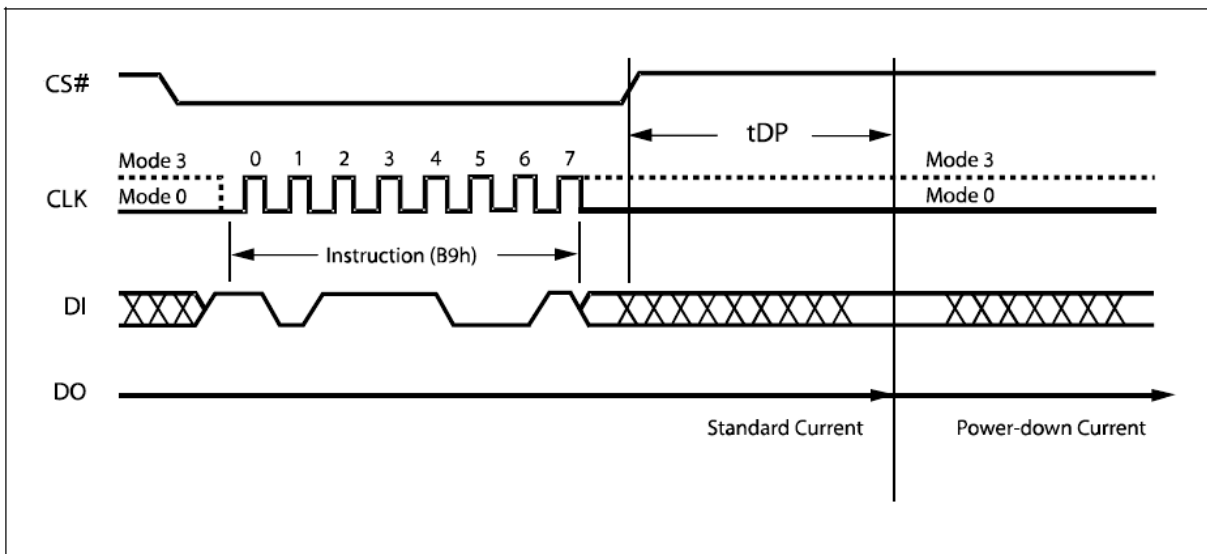 CS#
tDP
Mode 3 0 1 2 3 4 5 6 7 Mode 3
CLK Mode 0 Mode 0
Instruction (B9h)
DI
DO
Standard Current Power-down Current